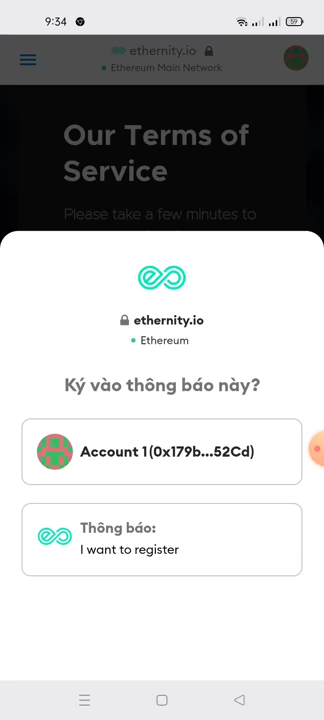 9:34
59
ethernity.io
Ethereum Main Network
Our Terms of
Service
Please take a few minutes to
ethernity.io
Ethereum
Ký vào thông báo này?
Account 1 (0x179b...52Cd)
Thông báo:
I want to register